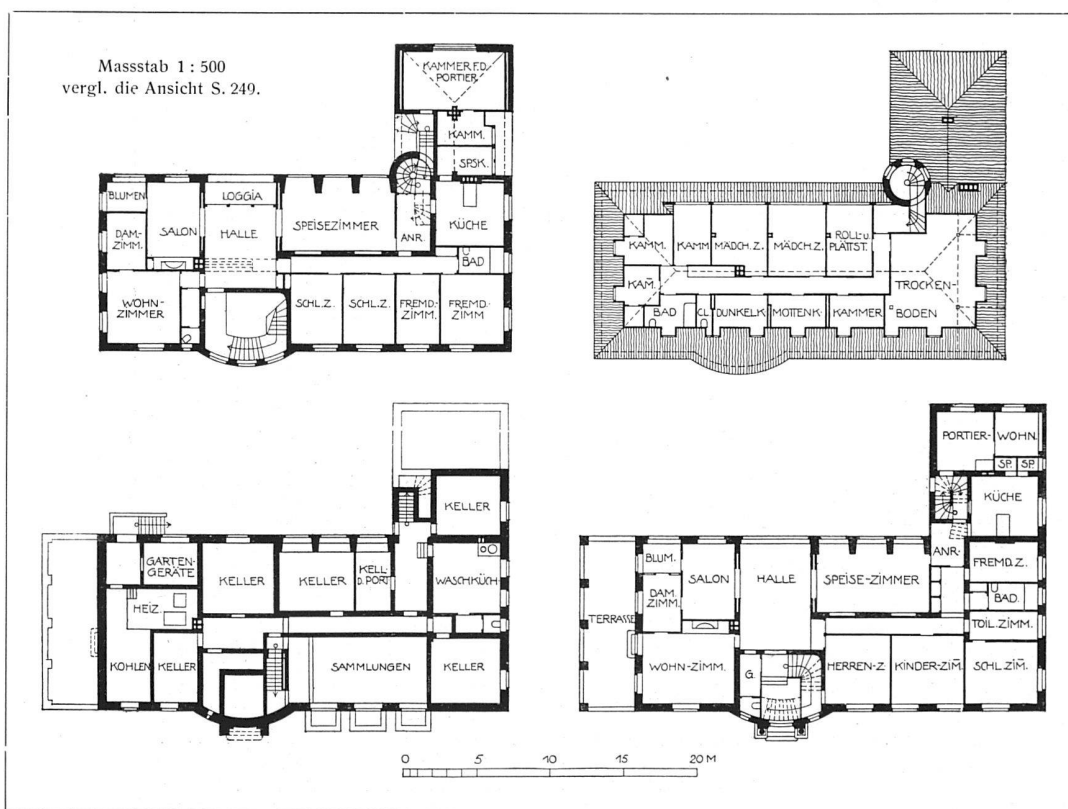 Massstab 1 : 500
vergl. die Ansicht S. 249.
KAMMER F.D.
PORTIER
KAMM.
SPSK.
BLUMEN
LOGGIA
DAM-
ZIMM.
SALON
HALLE
SPEISEZIMMER
ANR.
KÜCHE
BAD
WOHN-
ZIMMER
SCHL.Z.
SCHL.Z.
FREMD-
ZIMM.
FREMD.-
ZIMM
KAMM.
KAMM
MÄDCH.Z.
MÄDCH.Z.
ROLL-U.
PLÄTTST.
KAM̄.
TROCKEN-
BODEN
BAD
CL
DUNKELK.
MOTTENK.
KAMMER
KELLER
GARTEN-
GERÄTE
KELLER
KELLER
KELL.
D. PORT
WASCHKÜCH
HEIZ.
KOHLEN
KELLER
SAMMLUNGEN
KELLER
PORTIER-
WOHN.
SP.
SP.
KÜCHE
BLUM.
ANR.
FREMD.Z.
SALON
HALLE
SPEISE-ZIMMER
DAM.
ZIMM.
BAD.
TERRASSE
TOIL.ZIMM.
WOHN-ZIMM.
G.
HERREN-Z
KINDER-ZIM̄.
SCHL.ZIM̄.
0 5 10 15 20 M